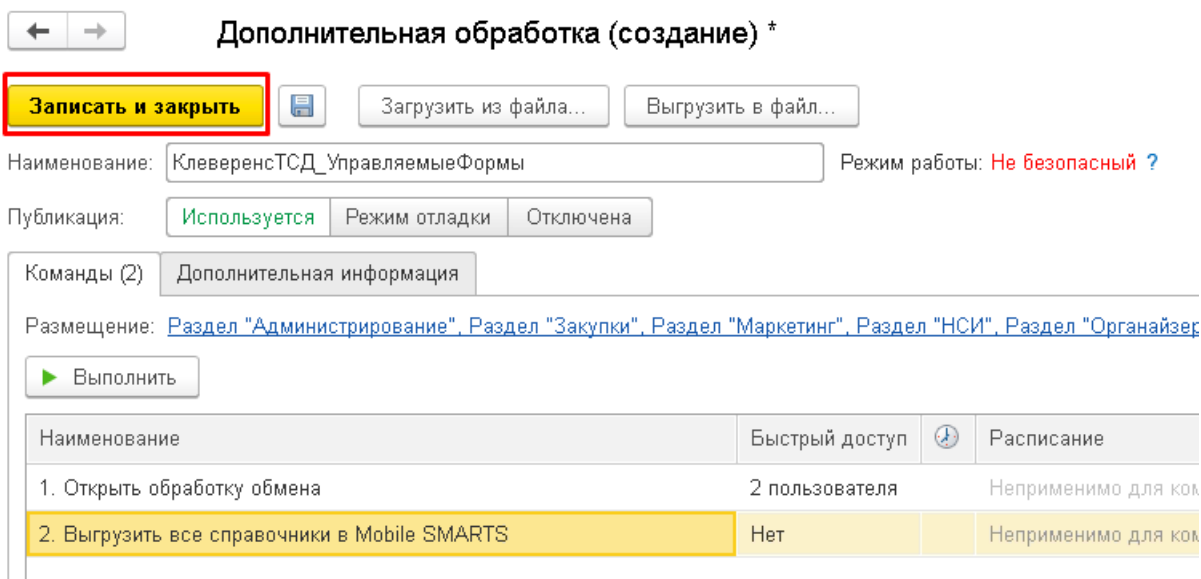 Дополнительная обработка (создание) *
Записать и закрыть Загрузить из файла... Выгрузить в файл...
Наименование: КлеверенсТСД_УправляемыеФормы Режим работы: Не безопасный ?
Публикация: Используется Режим отладки Отключена
Команды (2) Дополнительная информация
Размещение: Раздел "Администрирование", Раздел "Закупки", Раздел "Маркетинг", Раздел "НСИ", Раздел "Органайзер
Выполнить
Наименование Быстрый доступ Расписание
1. Открыть обработку обмена 2 пользователя Неприменимо для ком
2. Выгрузить все справочники в Mobile SMARTS Нет Неприменимо для ком